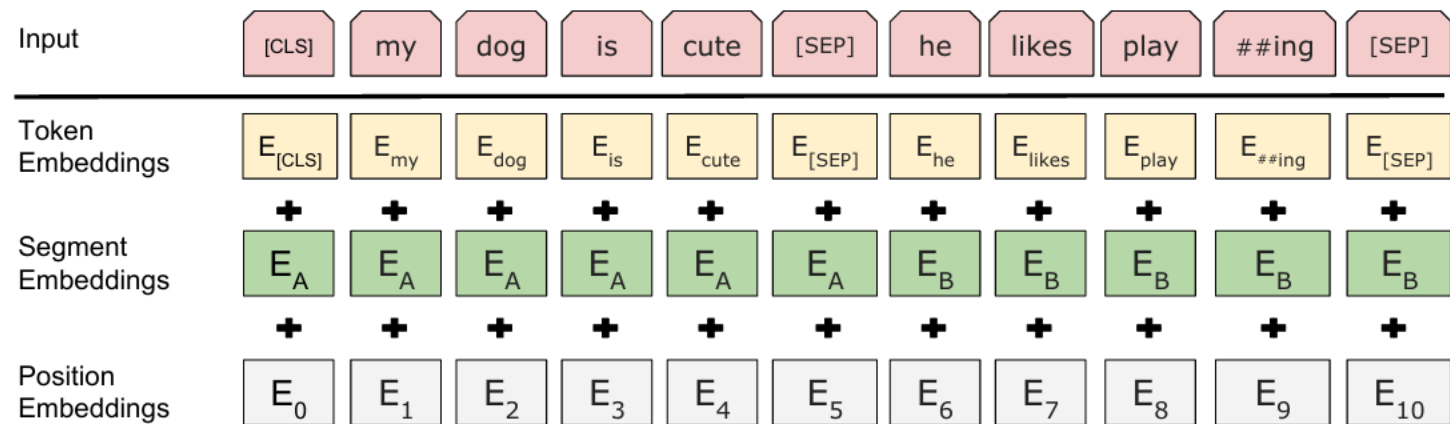 Input [CLS] my dog is cute [SEP] he likes play ##ing [SEP]
Token
Embeddings E[CLS] Emy Edog Eis Ecute E[SEP] Ehe Elikes Eplay E##ing E[SEP]
+ + + + + + + + + + +
Segment
Embeddings EA EA EA EA EA EA EB EB EB EB EB
+ + + + + + + + + + +
Position
Embeddings E0 E1 E2 E3 E4 E5 E6 E7 E8 E9 E10